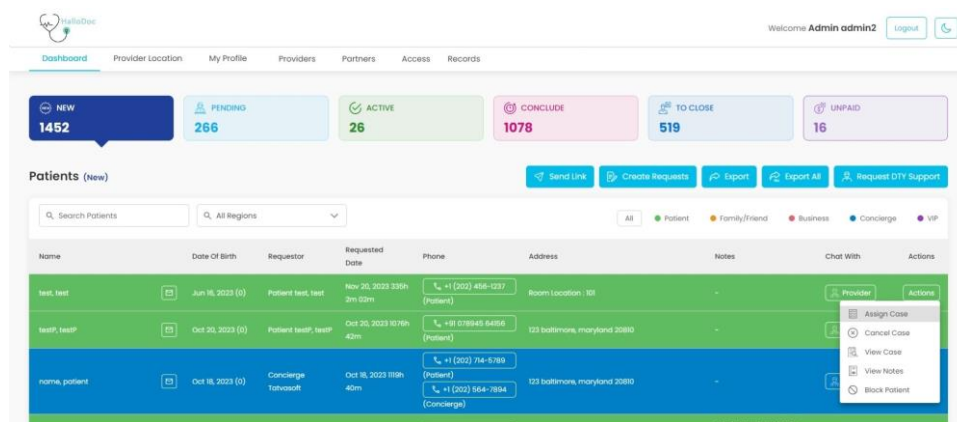 HalloDoc
Welcome Admin admin2 Logout
Dashboard Provider Location My Profile Providers Partners Access Records
NEW PENDING ACTIVE CONCLUDE TO CLOSE UNPAID
1452 266 26 1078 519 16
Patients (New) Send Link Create Requests Export Export All Request DTY Support
Search Patients All Regions All Patient Family/Friend Business Concierge VIP
Name Date Of Birth Requestor Requested Date Phone Address Notes Chat With Actions
test, test Jun 16, 2023 (0) Patient test, test Nov 20, 2023 335h 2m 02m +1 (202) 456-1237 (Patient) Room Location : 101 - Provider Actions
testP, testP Oct 20, 2023 (0) Patient testP, testP Oct 20, 2023 1076h 42m +91 078945 64156 (Patient) 123 baltimore, maryland 20810 -
name, patient Oct 18, 2023 (0) Concierge Tatvasoft Oct 18, 2023 1119h 40m +1 (202) 714-5789 (Patient) +1 (202) 564-7894 (Concierge) 123 baltimore, maryland 20810 -
Assign Case
Cancel Case
View Case
View Notes
Block Patient